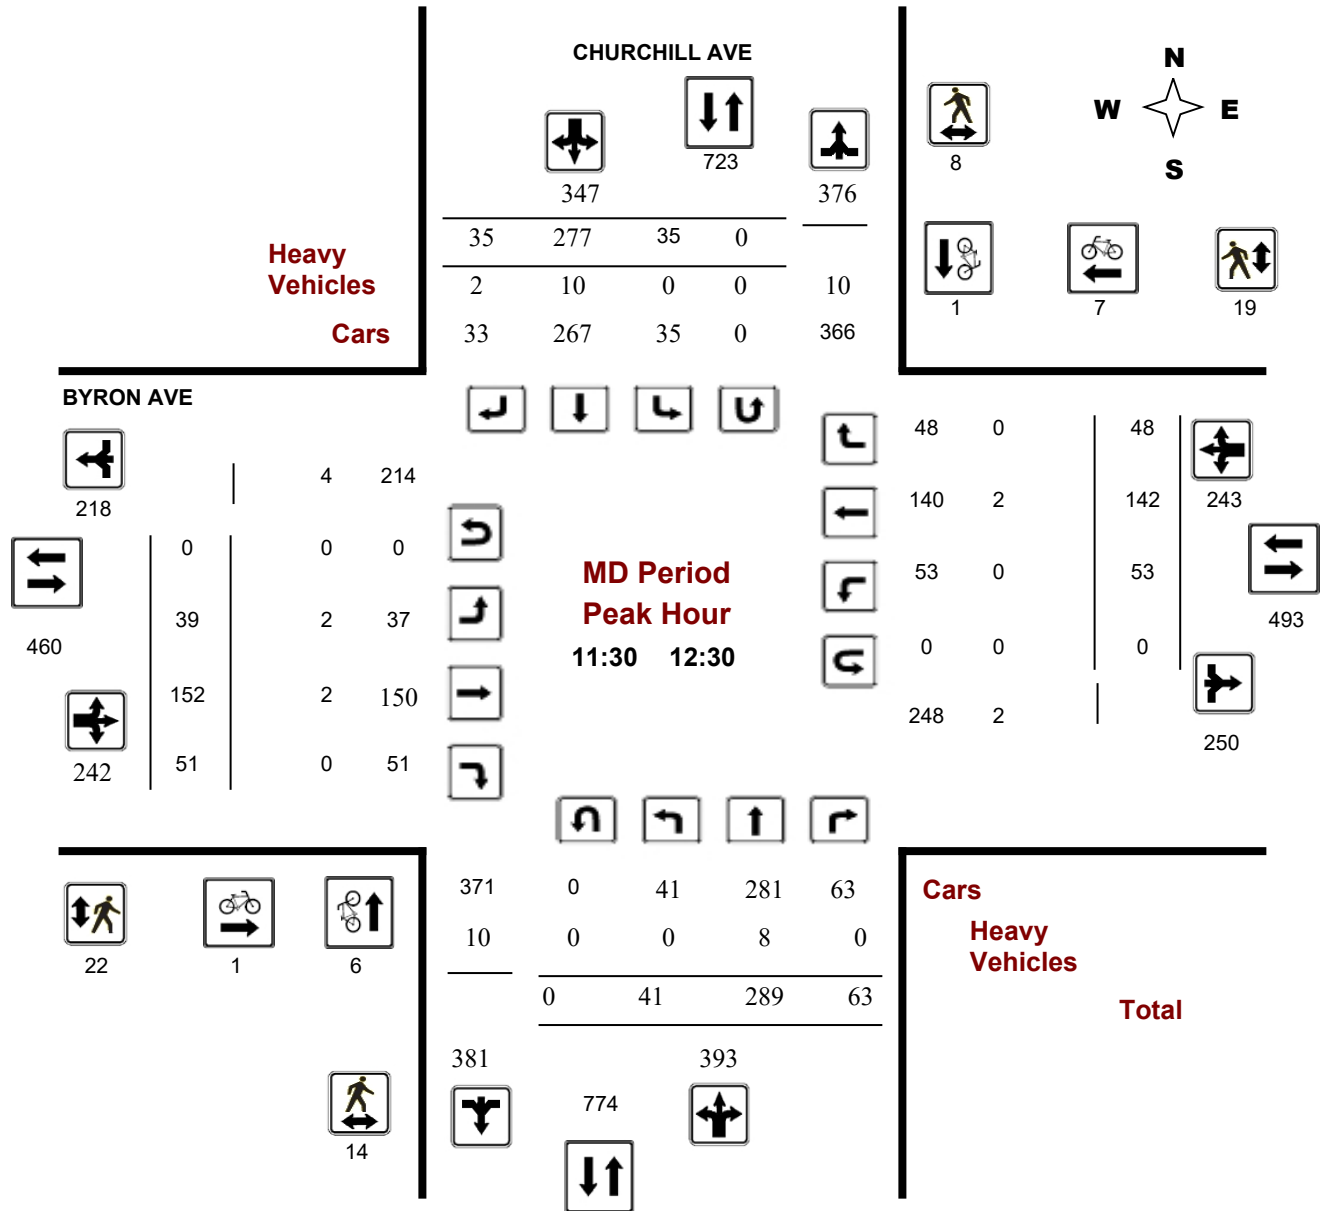 CHURCHILL AVE
N
W E
S
723
8
347 376
35 277 35 0
Heavy
Vehicles
2 10 0 0 10
1 7 19
Cars
33 267 35 0 366
BYRON AVE
48 0 48
4 214
218
140 2 142 243
0 0 0
MD Period
53 0 53
39 2 37
Peak Hour
493
460
11:30 12:30
0 0 0
152 2 150
248 2
250
242 51 0 51
371 0 41 281 63
Cars
10 0 0 8 0
Heavy
Vehicles
22 1 6
0 41 289 63
Total
381 393
774
14